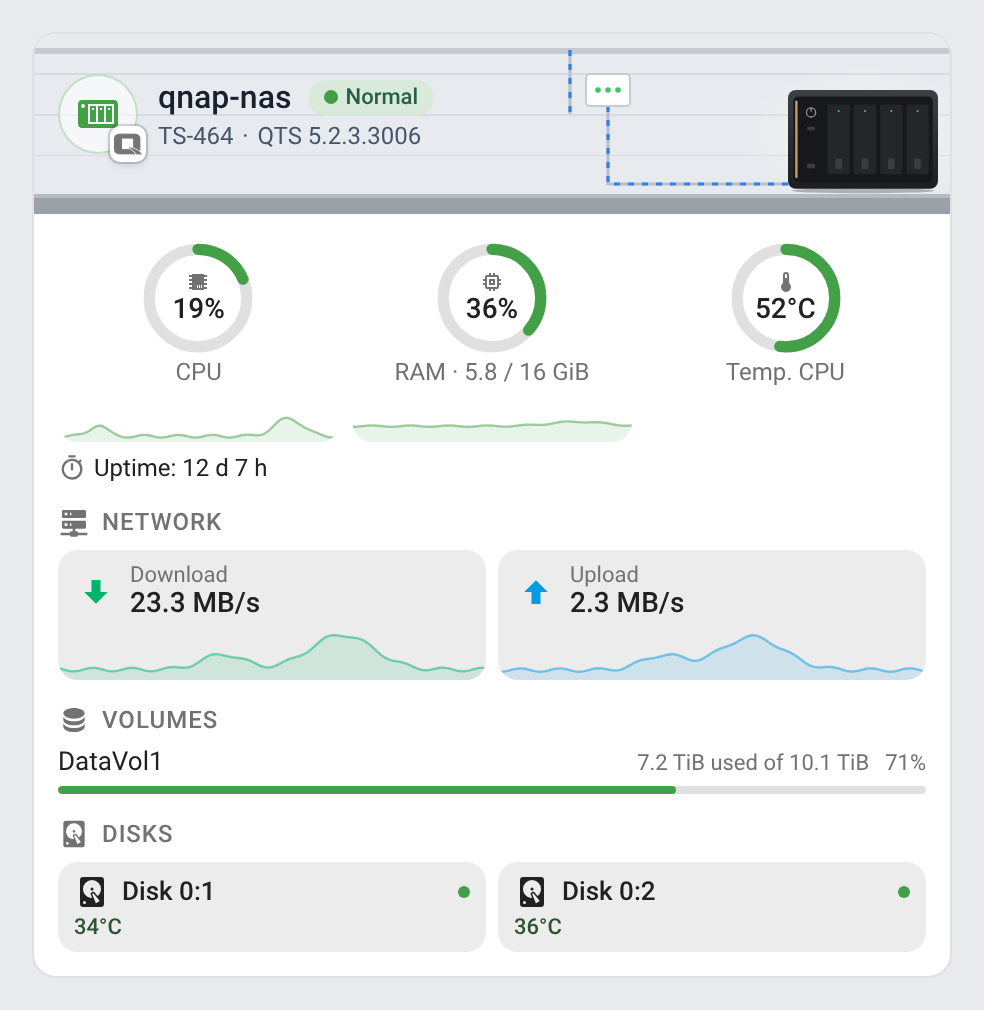 qnap-nas
Normal
TS-464 · QTS 5.2.3.3006
19%
36%
52°C
CPU
RAM · 5.8 / 16 GiB
Temp. CPU
Uptime: 12 d 7 h
NETWORK
Download
23.3 MB/s
Upload
2.3 MB/s
VOLUMES
DataVol1
7.2 TiB used of 10.1 TiB 71%
DISKS
Disk 0:1
34°C
Disk 0:2
36°C